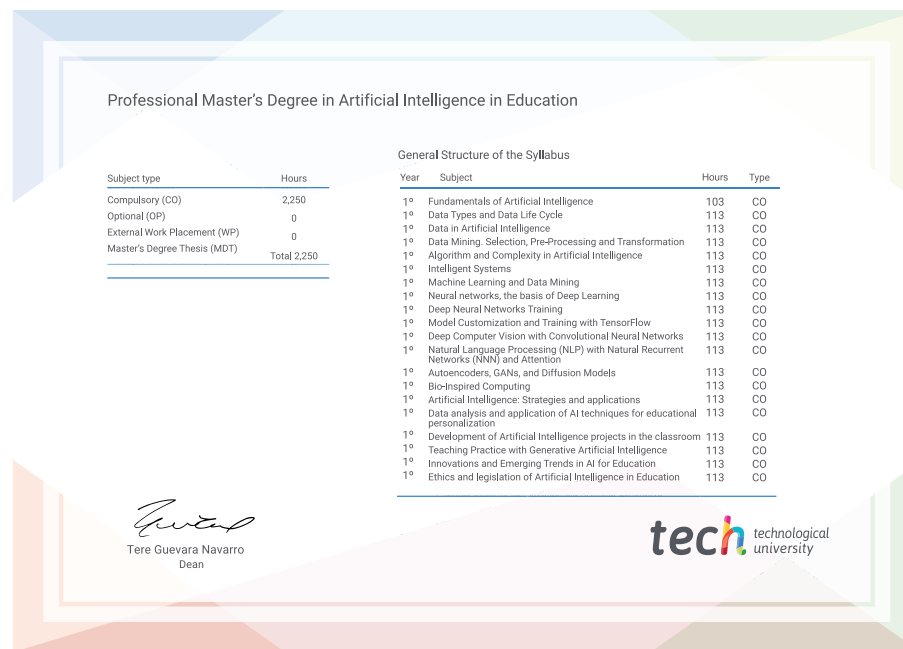 Professional Master's Degree in Artificial Intelligence in Education
Subject type Hours
Compulsory (CO) 2,250
Optional (OP) 0
External Work Placement (WP) 0
Master's Degree Thesis (MDT)
Total 2,250
General Structure of the Syllabus
Year Subject Hours Type
1º Fundamentals of Artificial Intelligence 103 CO
1º Data Types and Data Life Cycle 113 CO
1º Data in Artificial Intelligence 113 CO
1º Data Mining. Selection, Pre-Processing and Transformation 113 CO
1º Algorithm and Complexity in Artificial Intelligence 113 CO
1º Intelligent Systems 113 CO
1º Machine Learning and Data Mining 113 CO
1º Neural networks, the basis of Deep Learning 113 CO
1º Deep Neural Networks Training 113 CO
1º Model Customization and Training with TensorFlow 113 CO
1º Deep Computer Vision with Convolutional Neural Networks 113 CO
1º Natural Language Processing (NLP) with Natural Recurrent 113 CO
Networks (NNN) and Attention
1º Autoencoders, GANs, and Diffusion Models 113 CO
1º Bio-Inspired Computing 113 CO
1º Artificial Intelligence: Strategies and applications 113 CO
1º Data analysis and application of AI techniques for educational 113 CO
personalization
1º Development of Artificial Intelligence projects in the classroom 113 CO
1º Teaching Practice with Generative Artificial Intelligence 113 CO
1º Innovations and Emerging Trends in AI for Education 113 CO
1º Ethics and legislation of Artificial Intelligence in Education 113 CO
Tere Guevara Navarro
Dean
tech technological
university